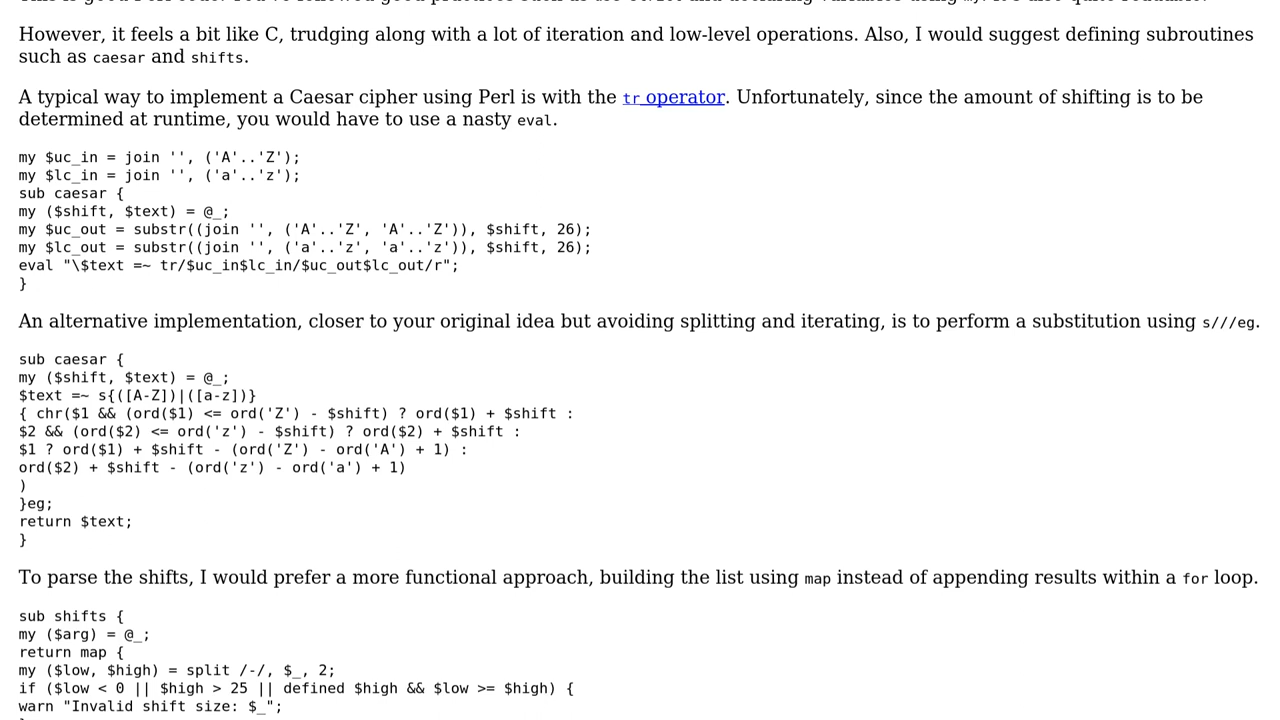 However, it feels a bit like C, trudging along with a lot of iteration and low-level operations. Also, I would suggest defining subroutines
such as caesar and shifts.
A typical way to implement a Caesar cipher using Perl is with the tr operator. Unfortunately, since the amount of shifting is to be
determined at runtime, you would have to use a nasty eval.
my $uc_in = join '', ('A'..'Z');
my $lc_in = join '', ('a'..'z');
sub caesar {
my ($shift, $text) = @_;
my $uc_out = substr((join '', ('A'..'Z', 'A'..'Z')), $shift, 26);
my $lc_out = substr((join '', ('a'..'z', 'a'..'z')), $shift, 26);
eval "\$text =~ tr/$uc_in$lc_in/$uc_out$lc_out/r";
}
An alternative implementation, closer to your original idea but avoiding splitting and iterating, is to perform a substitution using s///eg.
sub caesar {
my ($shift, $text) = @_;
$text =~ s{([A-Z])|([a-z])}
{ chr($1 && (ord($1) <= ord('Z') - $shift) ? ord($1) + $shift :
$2 && (ord($2) <= ord('z') - $shift) ? ord($2) + $shift :
$1 ? ord($1) + $shift - (ord('Z') - ord('A') + 1) :
ord($2) + $shift - (ord('z') - ord('a') + 1)
)
}eg;
return $text;
}
To parse the shifts, I would prefer a more functional approach, building the list using map instead of appending results within a for loop.
sub shifts {
my ($arg) = @_;
return map {
my ($low, $high) = split /-/, $_, 2;
if ($low < 0 || $high > 25 || defined $high && $low >= $high) {
warn "Invalid shift size: $_";